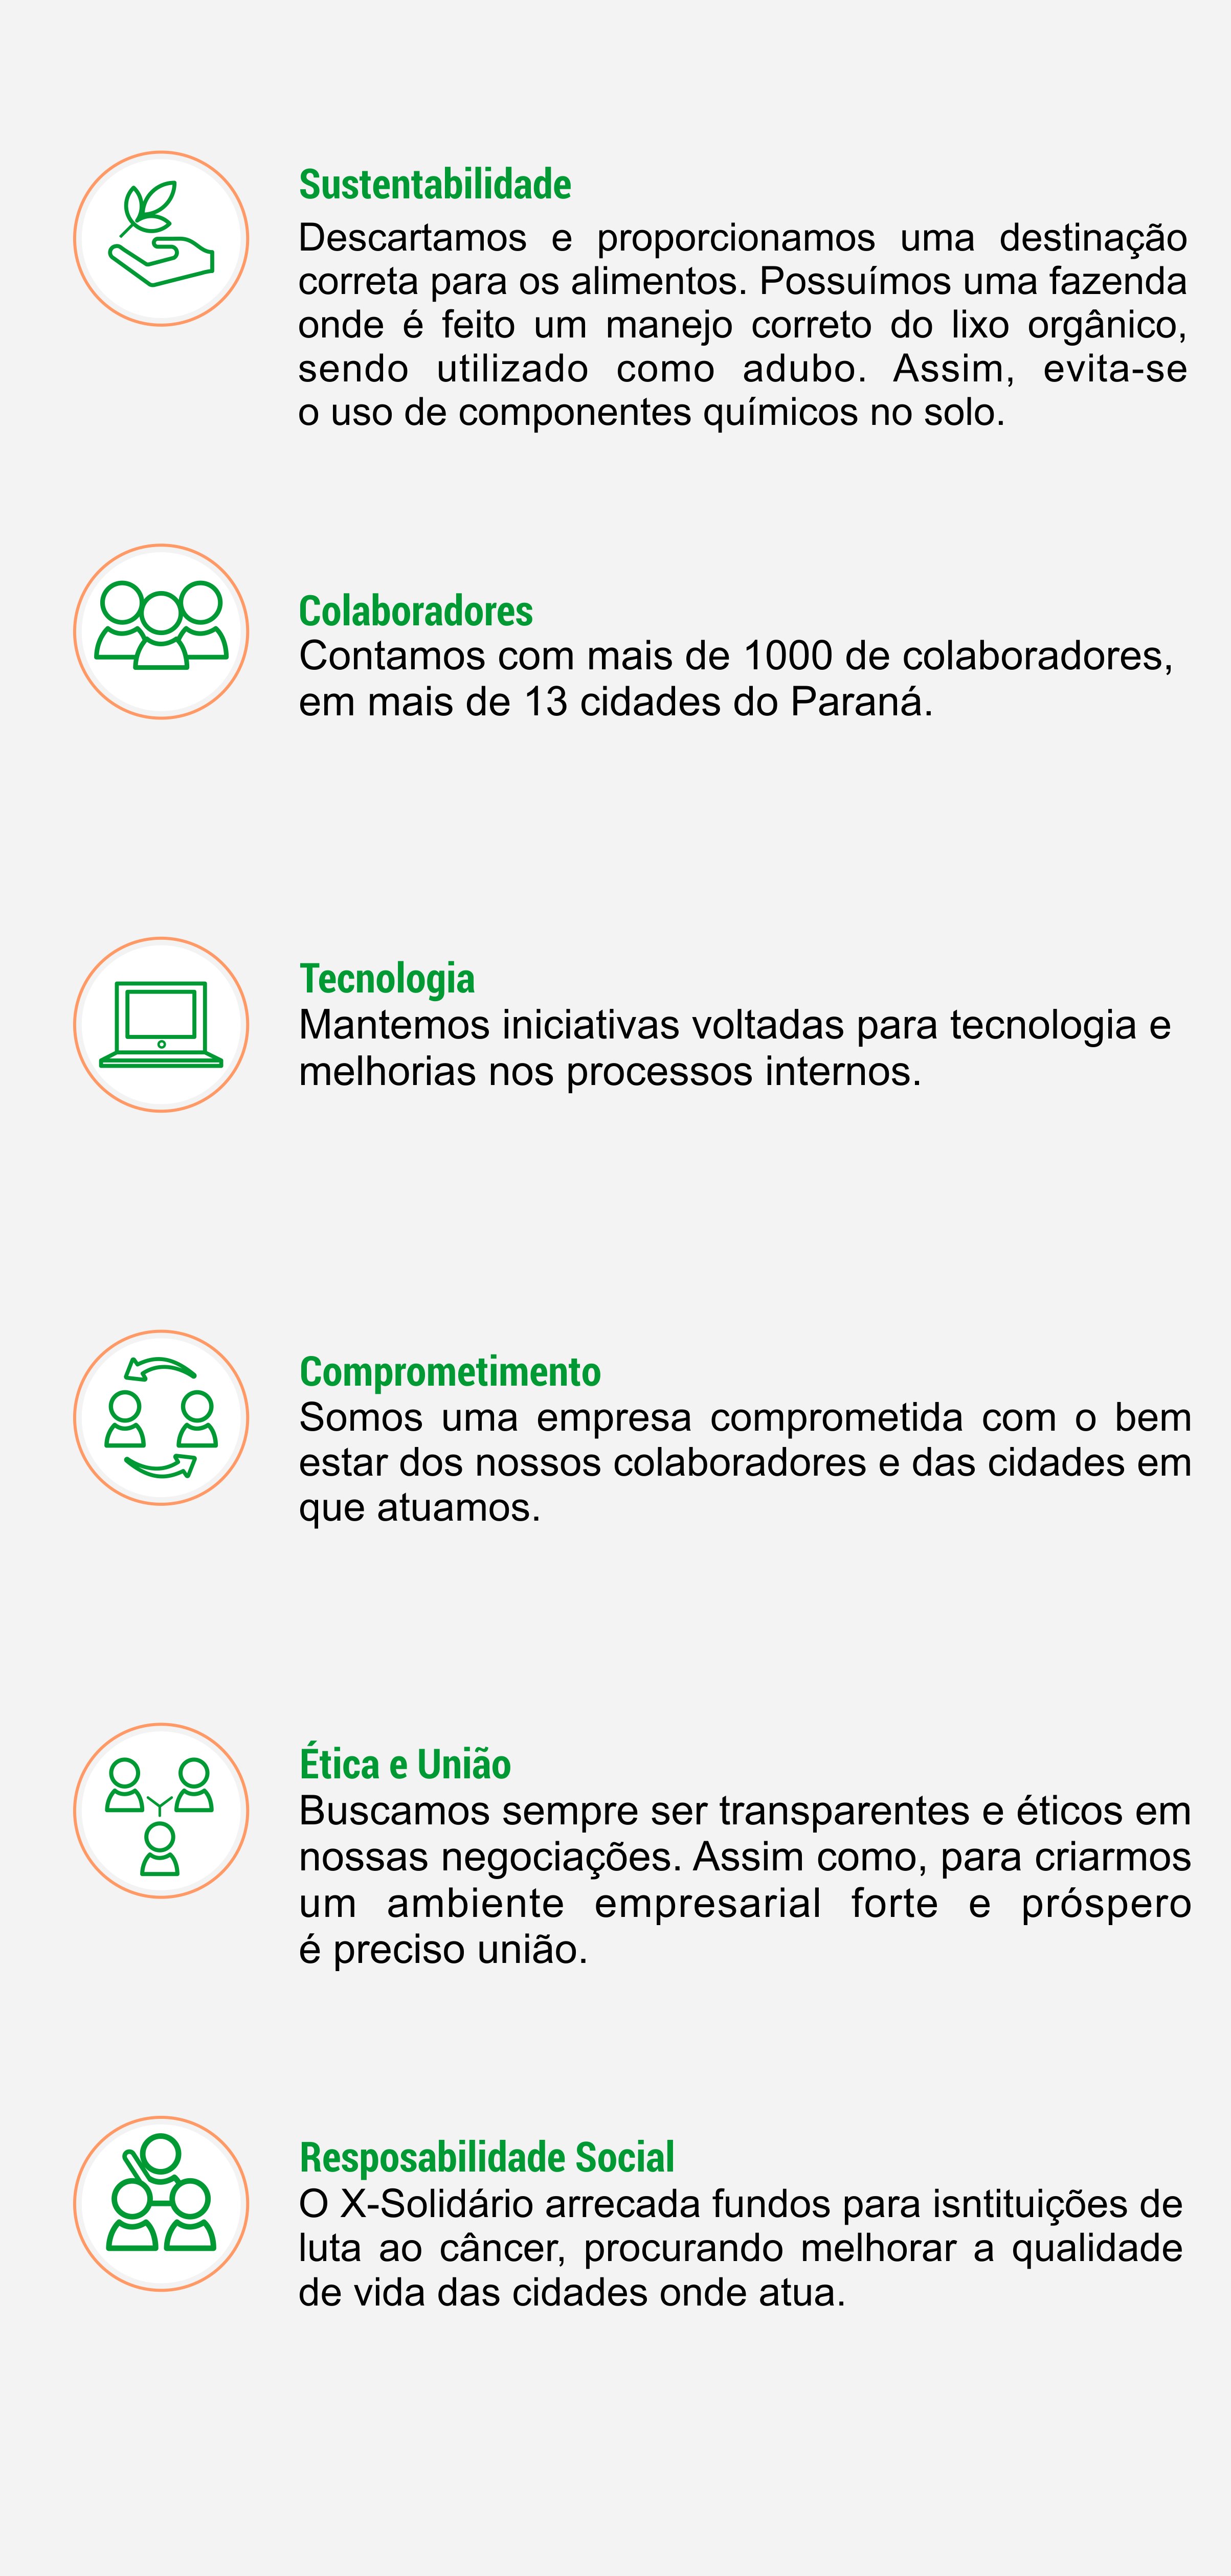 Sustentabilidade
Descartamos e proporcionamos uma destinação
correta para os alimentos. Possuímos uma fazenda
onde é feito um manejo correto do lixo orgânico,
sendo utilizado como adubo. Assim, evita-se
o uso de componentes químicos no solo.
Colaboradores
Contamos com mais de 1000 de colaboradores,
em mais de 13 cidades do Paraná.
Tecnologia
Mantemos iniciativas voltadas para tecnologia e
melhorias nos processos internos.
Comprometimento
Somos uma empresa comprometida com o bem
estar dos nossos colaboradores e das cidades em
que atuamos.
Ética e União
Buscamos sempre ser transparentes e éticos em
nossas negociações. Assim como, para criarmos
um ambiente empresarial forte e próspero
é preciso união.
Resposabilidade Social
O X-Solidário arrecada fundos para isntituições de
luta ao câncer, procurando melhorar a qualidade
de vida das cidades onde atua.